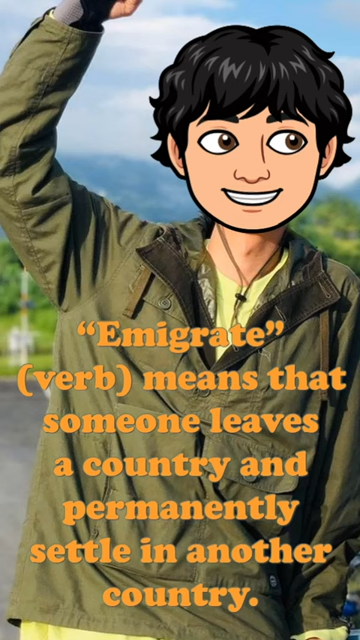 “Emigrate”
(verb) means that
someone leaves
a country and
permanently
settle in another
country.